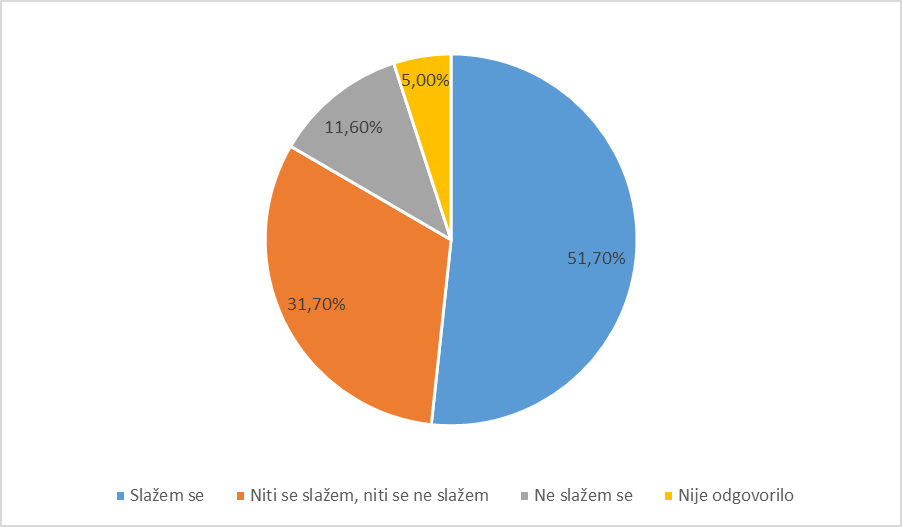 5,00%
11,60%
51,70%
31,70%
Slažem se
Niti se slažem, niti se ne slažem
Ne slažem se
Nije odgovorilo